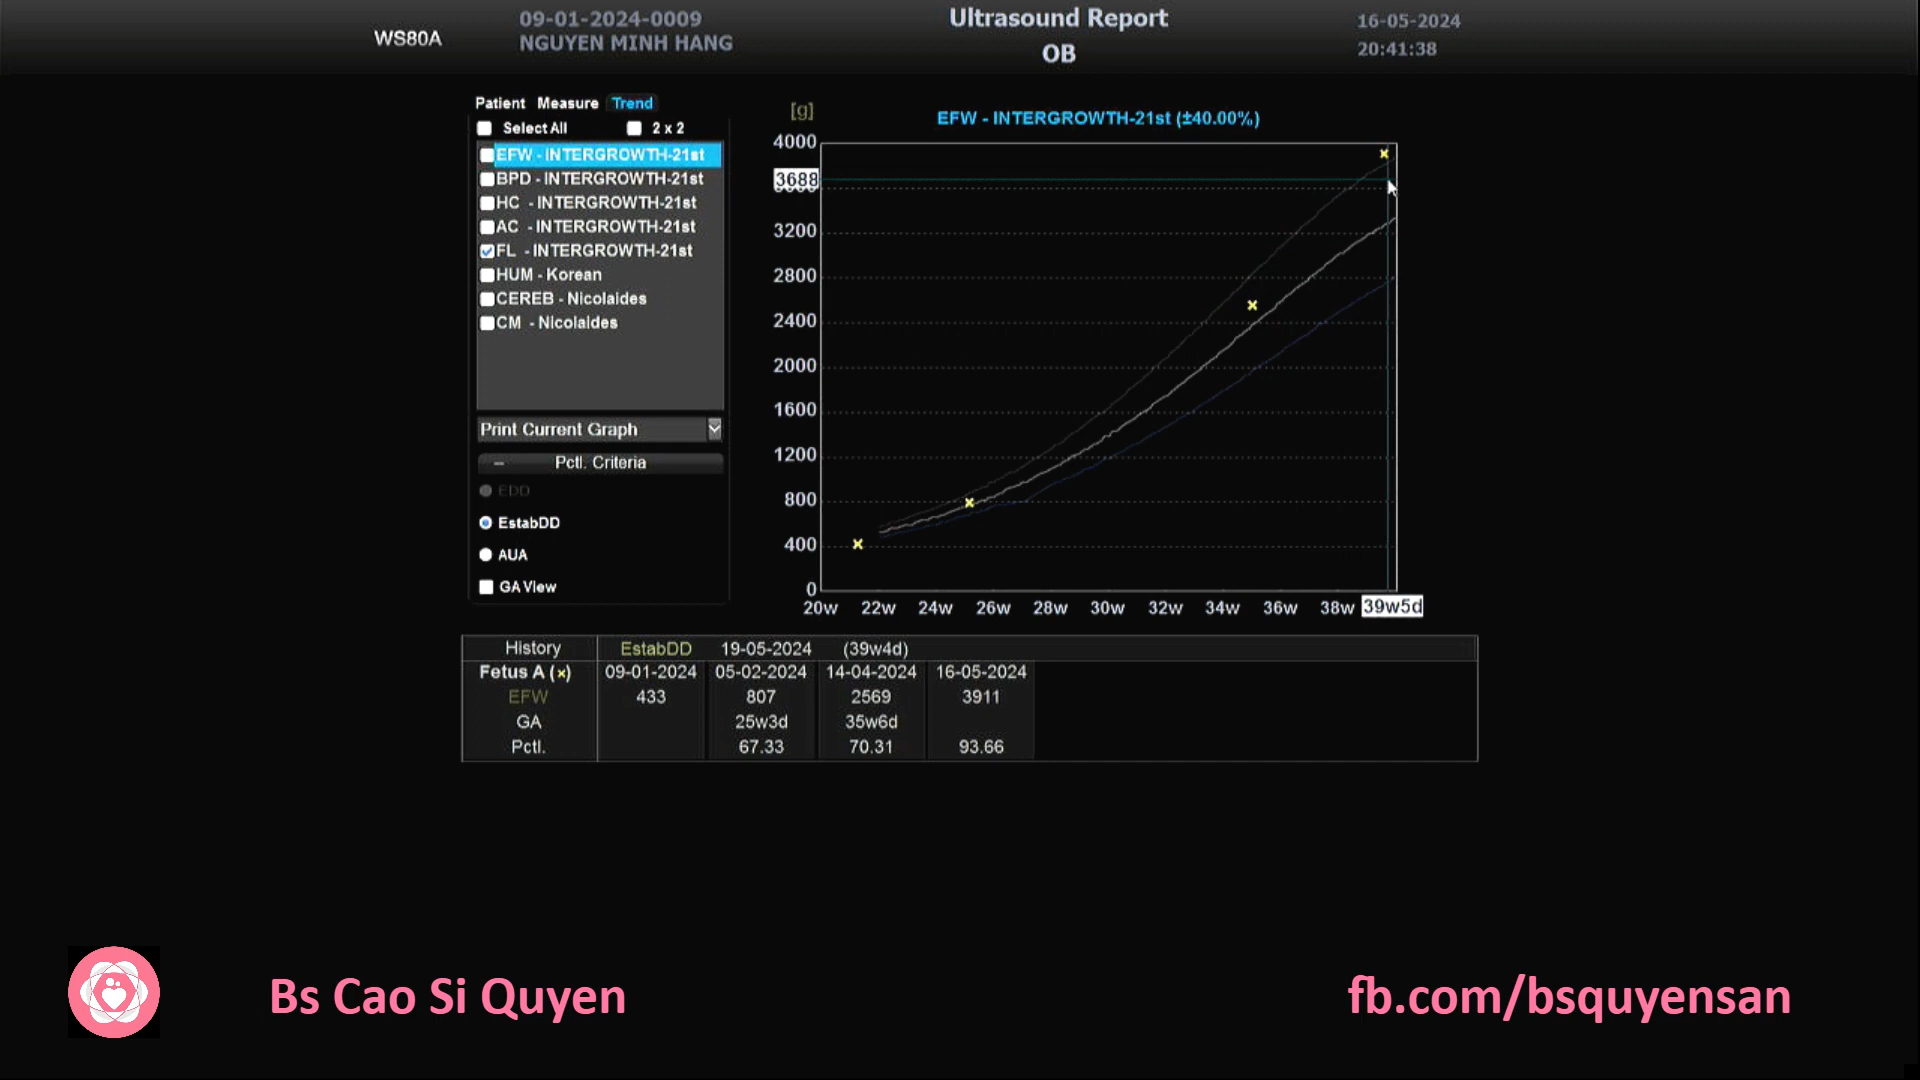 WS80A
09-01-2024-0009
NGUYEN MINH HANG
Ultrasound Report
OB
16-05-2024
20:41:38
Patient Measure Trend
Select All 2 x 2
EFW - INTERGROWTH-21st
BPD - INTERGROWTH-21st
HC - INTERGROWTH-21st
AC - INTERGROWTH-21st
FL - INTERGROWTH-21st
HUM - Korean
CEREB - Nicolaides
CM - Nicolaides
Print Current Graph
– Pctl. Criteria
EDD
EstabDD
AUA
GA View
[g]
EFW - INTERGROWTH-21st (±40.00%)
4000
3688
3200
2800
2400
2000
1600
1200
800
400
0
20w 22w 24w 26w 28w 30w 32w 34w 36w 38w 39w5d
History EstabDD 19-05-2024 (39w4d)
Fetus A (×) 09-01-2024 05-02-2024 14-04-2024 16-05-2024
EFW 433 807 2569 3911
GA 25w3d 35w6d
Pctl. 67.33 70.31 93.66
Bs Cao Si Quyen
fb.com/bsquyensan